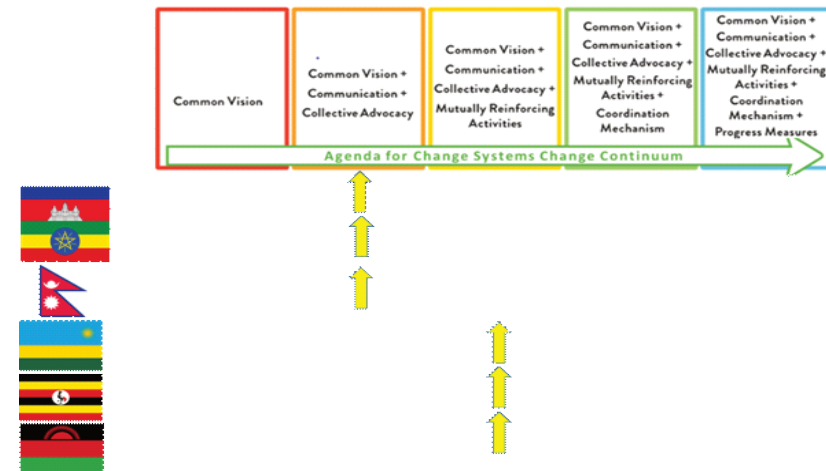 Common Vision
Common Vision +
Communication +
Collective Advocacy
Common Vision +
Communication +
Collective Advocacy +
Mutually Reinforcing
Activities
Common Vision +
Communication +
Collective Advocacy +
Mutually Reinforcing
Activities +
Coordination
Mechanism
Common Vision +
Communication +
Collective Advocacy +
Mutually Reinforcing
Activities +
Coordination
Mechanism +
Progress Measures
Agenda for Change Systems Change Continuum